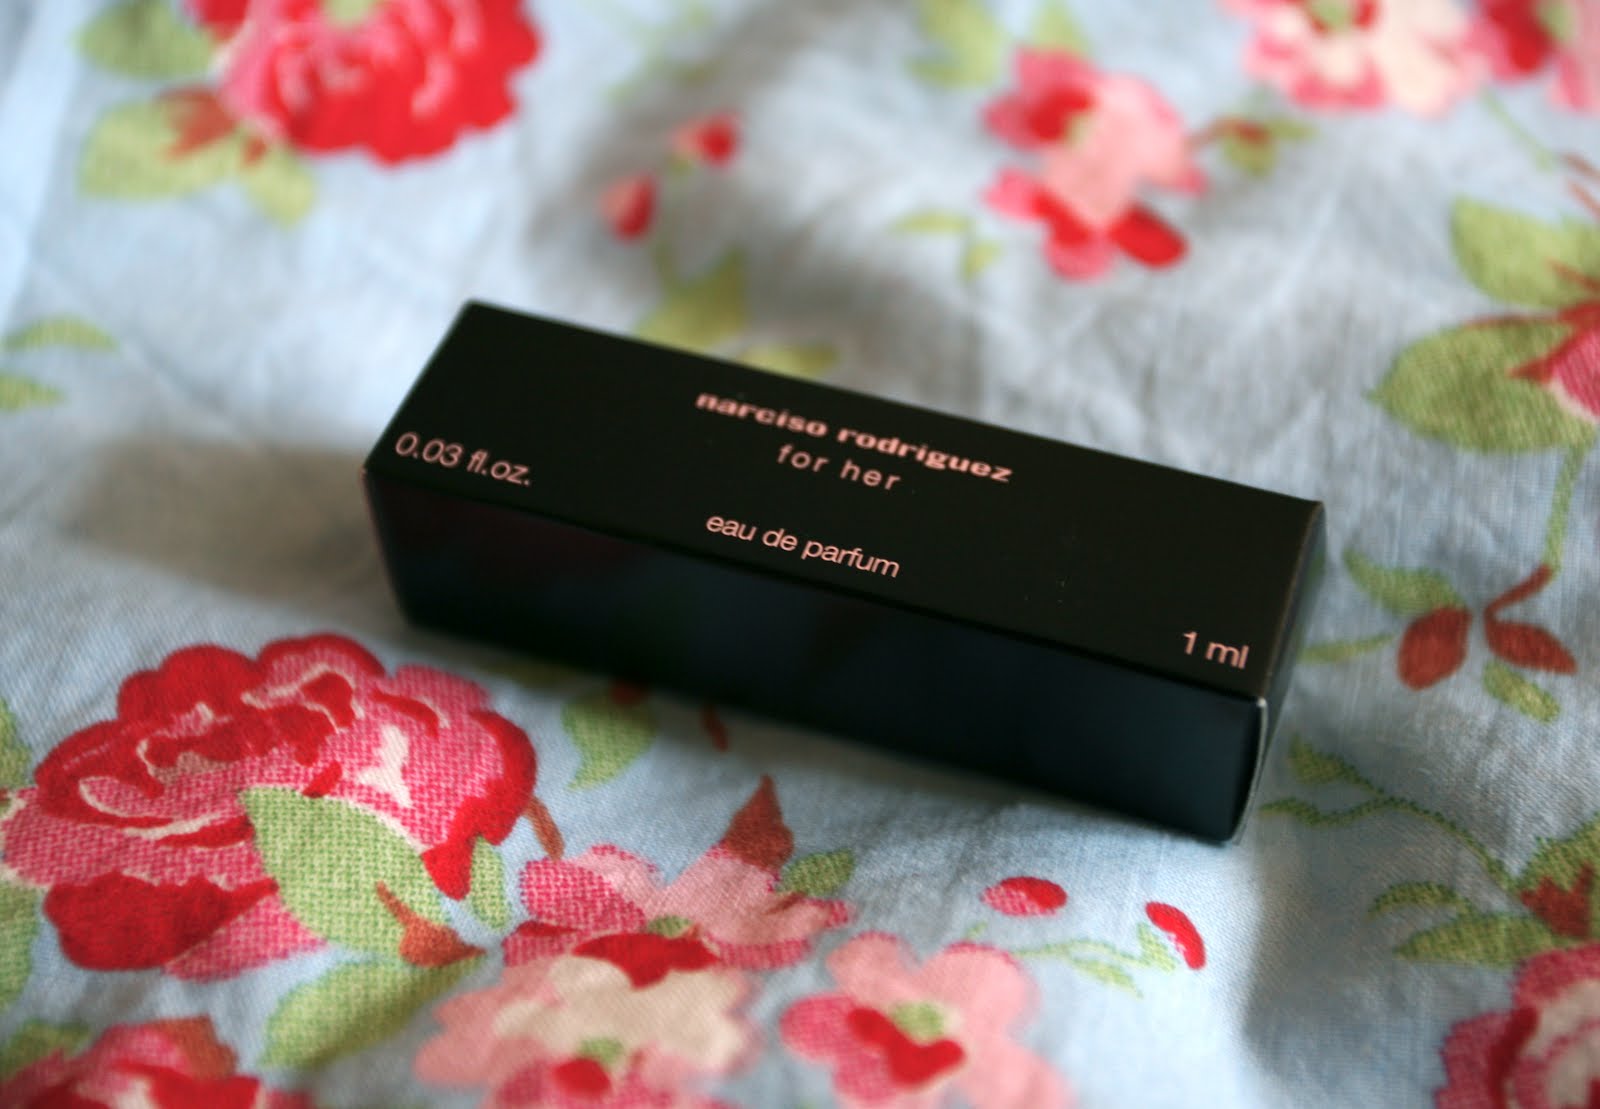 narciso rodriguez
for her
0.03 fl.oz.
eau de parfum
1 ml